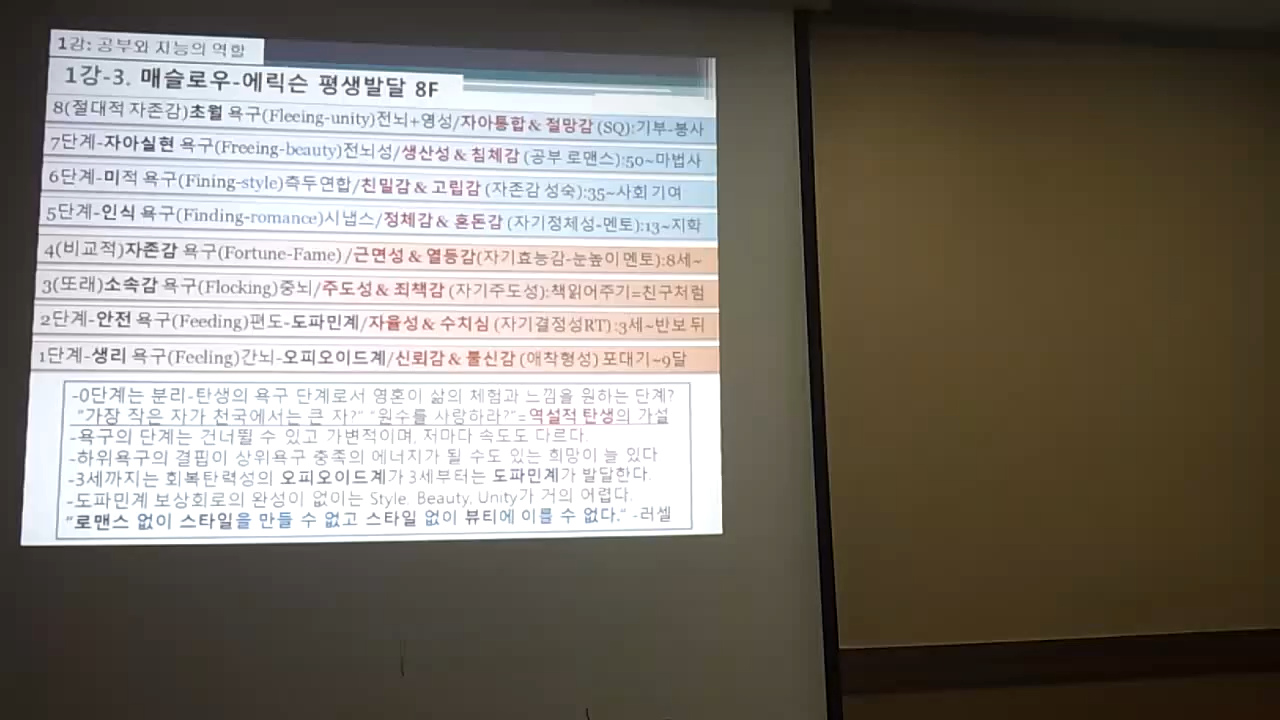 1강: 공부와 지능의 역할
1강-3. 매슬로우-에릭슨 평생발달 8F
8(절대적 자존감)초월 욕구(Fleeing-unity)전뇌+영성/자아통합 & 절망감 (SQ):기부-봉사
7단계-자아실현 욕구(Freeing-beauty)전뇌성/생산성 & 침체감 (공부 로맨스):50~마법사
6단계-미적 욕구(Fining-style)측두연합/친밀감 & 고립감 (자존감 성숙):35~사회 기여
5단계-인식 욕구(Finding-romance)시냅스/정체감 & 혼돈감 (자기정체성-멘토):13~지학
4(비교적)자존감 욕구(Fortune-Fame)/근면성 & 열등감(자기효능감-눈높이 멘토):8세~
3(또래)소속감 욕구(Flocking)중뇌/주도성 & 죄책감 (자기주도성):책읽어주기=친구처럼
2단계-안전 욕구(Feeding)편도-도파민계/자율성 & 수치심 (자기결정성RT):3세~반보 뒤
1단계-생리 욕구(Feeling)간뇌-오피오이드계/신뢰감 & 불신감 (애착형성) 포대기~9달
-0단계는 분리-탄생의 욕구 단계로서 영혼이 삶의 체험과 느낌을 원하는 단계?
"가장 작은 자가 천국에서는 큰 자?" "원수를 사랑하라?"=역설적 탄생의 가설
-욕구의 단계는 건너뛸 수 있고 가변적이며, 저마다 속도도 다르다.
-하위욕구의 결핍이 상위욕구 충족의 에너지가 될 수도 있는 희망이 늘 있다
-3세까지는 회복탄력성의 오피오이드계가 3세부터는 도파민계가 발달한다.
-도파민계 보상회로의 완성이 없이는 Style, Beauty, Unity가 거의 어렵다.
"로맨스 없이 스타일을 만들 수 없고 스타일 없이 뷰티에 이를 수 없다." -러셀